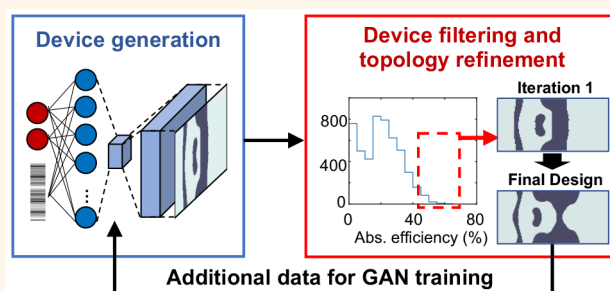 Device generation
Device filtering and
topology refinement
Iteration 1
800
400
0
0
40
80
Abs. efficiency (%)
Final Design
Additional data for GAN training